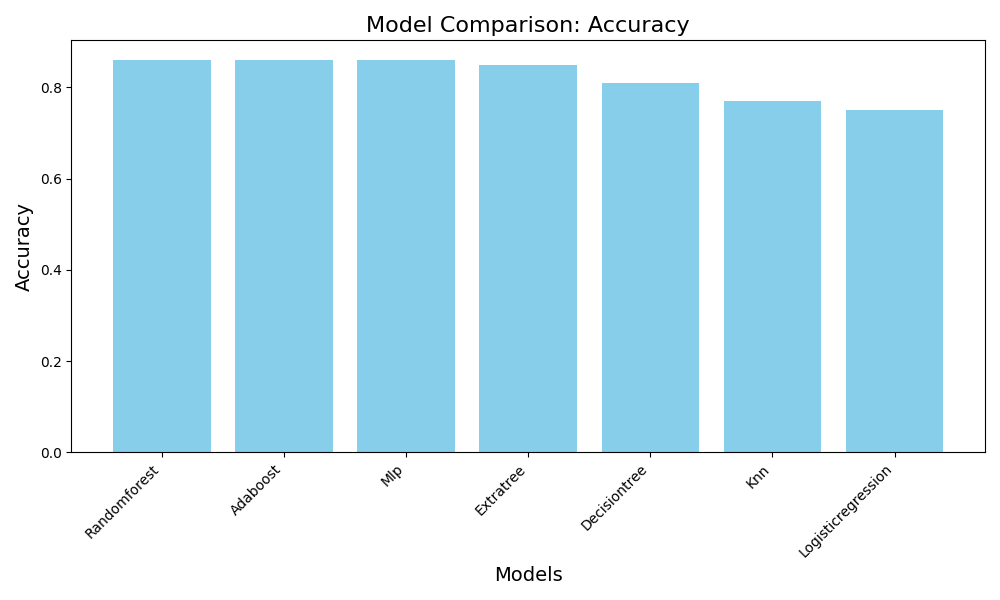 Model Comparison: Accuracy
Accuracy
0.8
0.6
0.4
0.2
0.0
Randomforest
Adaboost
Mlp
Extratree
Decisiontree
Knn
Logisticregression
Models